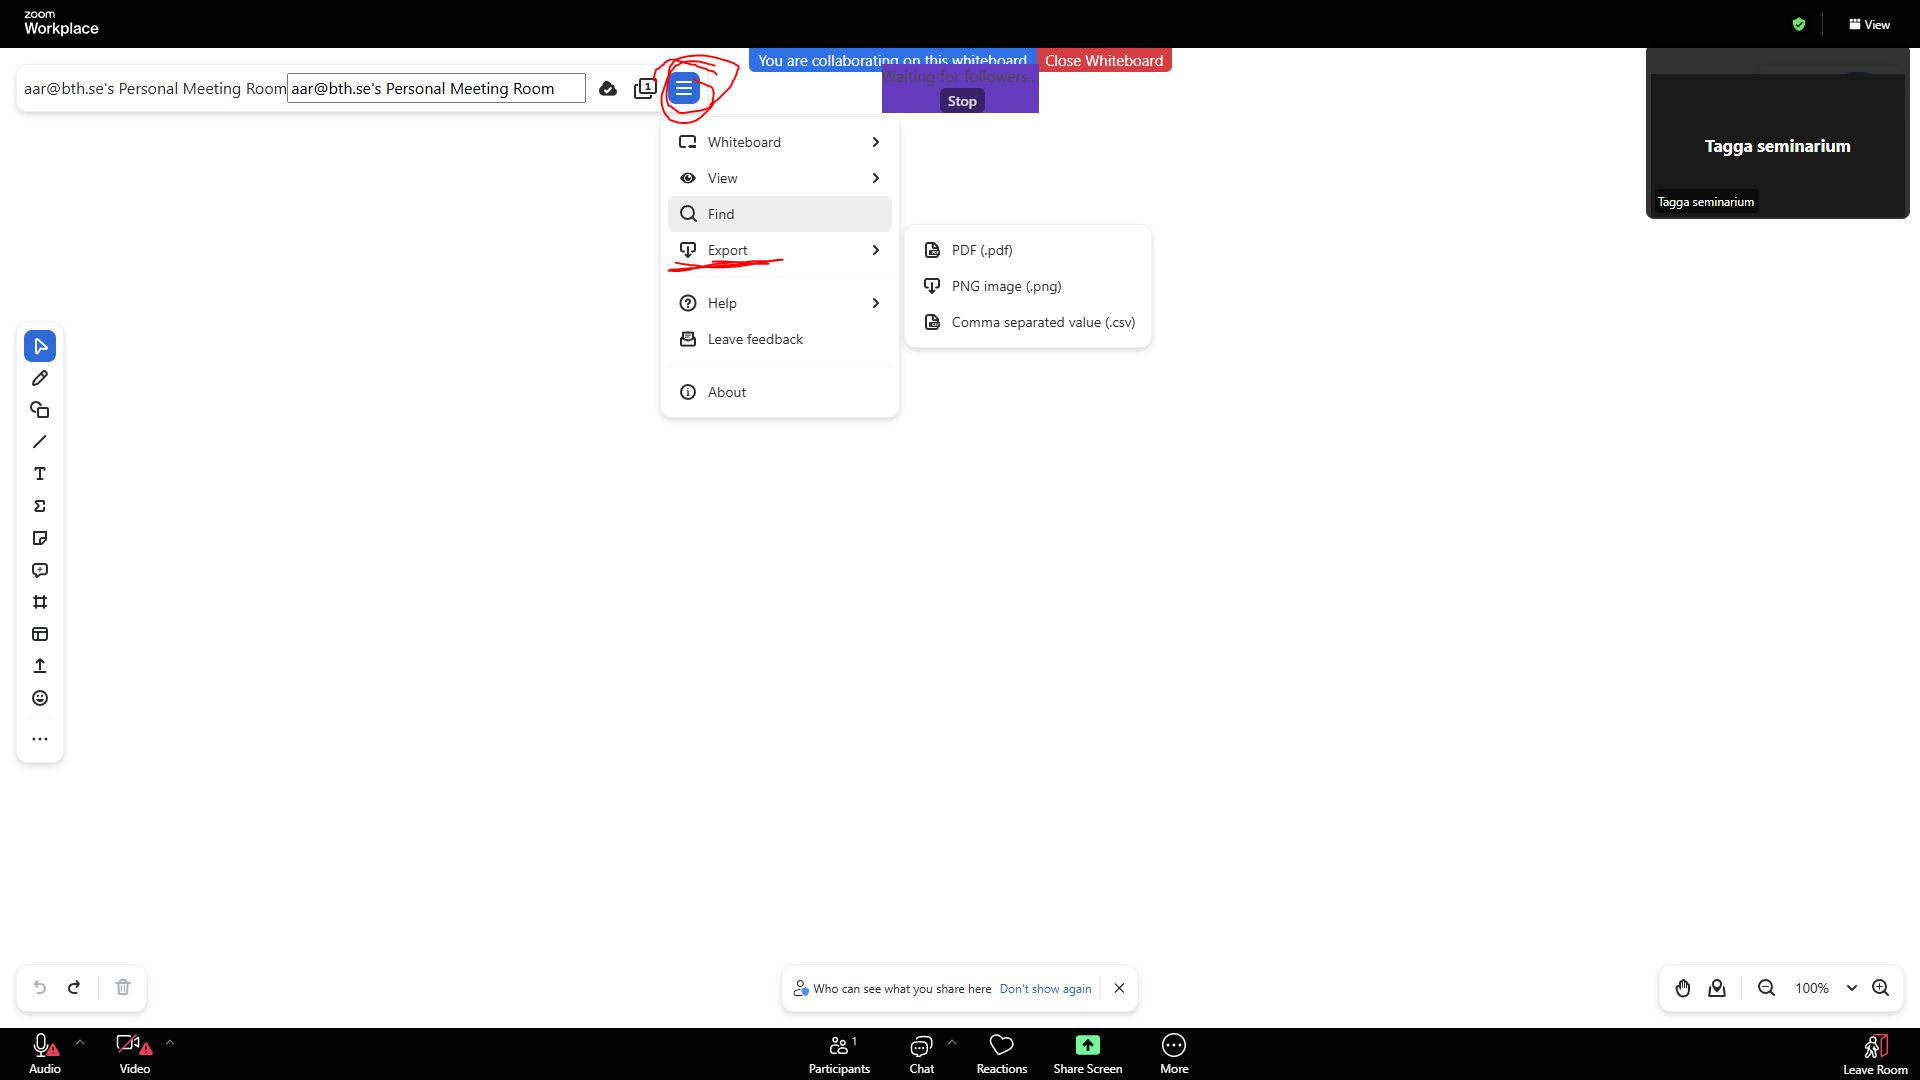 zoom
Workplace
View
You are collaborating on this whiteboard
Close Whiteboard
aar@bth.se's Personal Meeting Room
aar@bth.se's Personal Meeting Room
1
Waiting for followers...
Stop
Whiteboard
View
Find
Export
Help
Leave feedback
About
PDF (.pdf)
PNG image (.png)
Comma separated value (.csv)
Tagga seminarium
Tagga seminarium
Who can see what you share here
Don't show again
100%
Audio
Video
Participants
1
Chat
Reactions
Share Screen
More
Leave Room